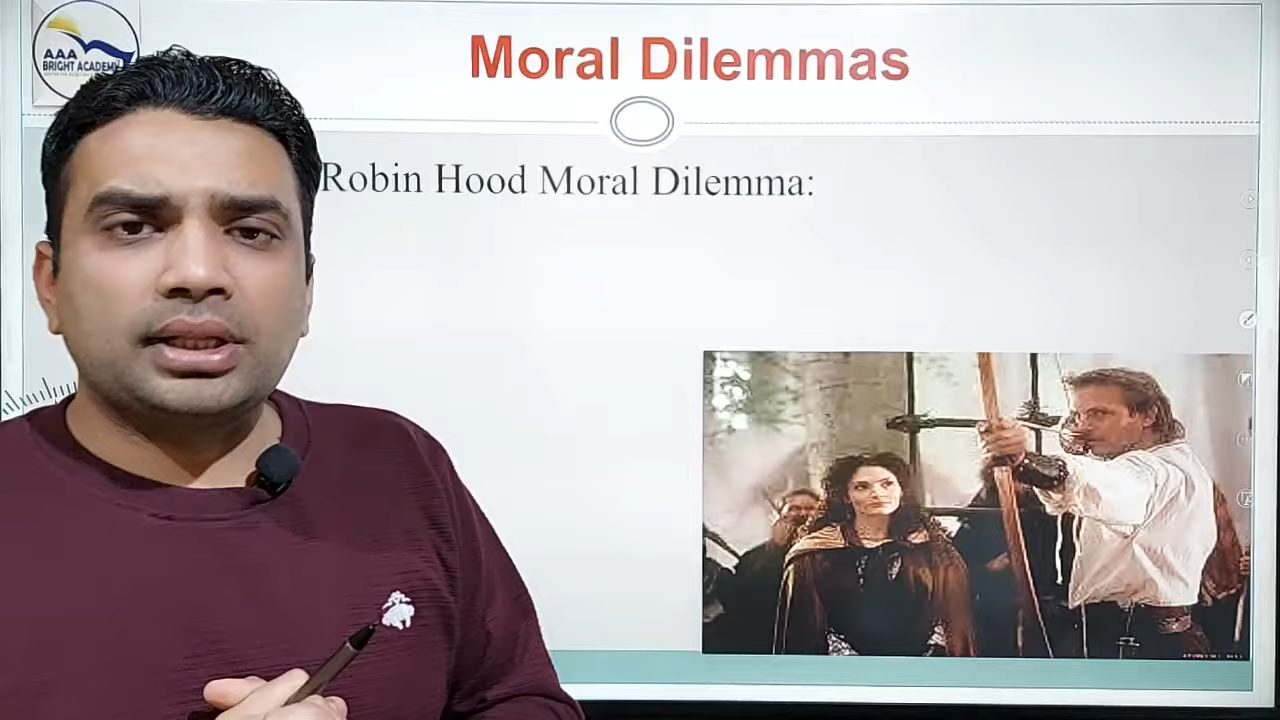 AAA
BRIGHT ACADEMY
Moral Dilemmas
Robin Hood Moral Dilemma: